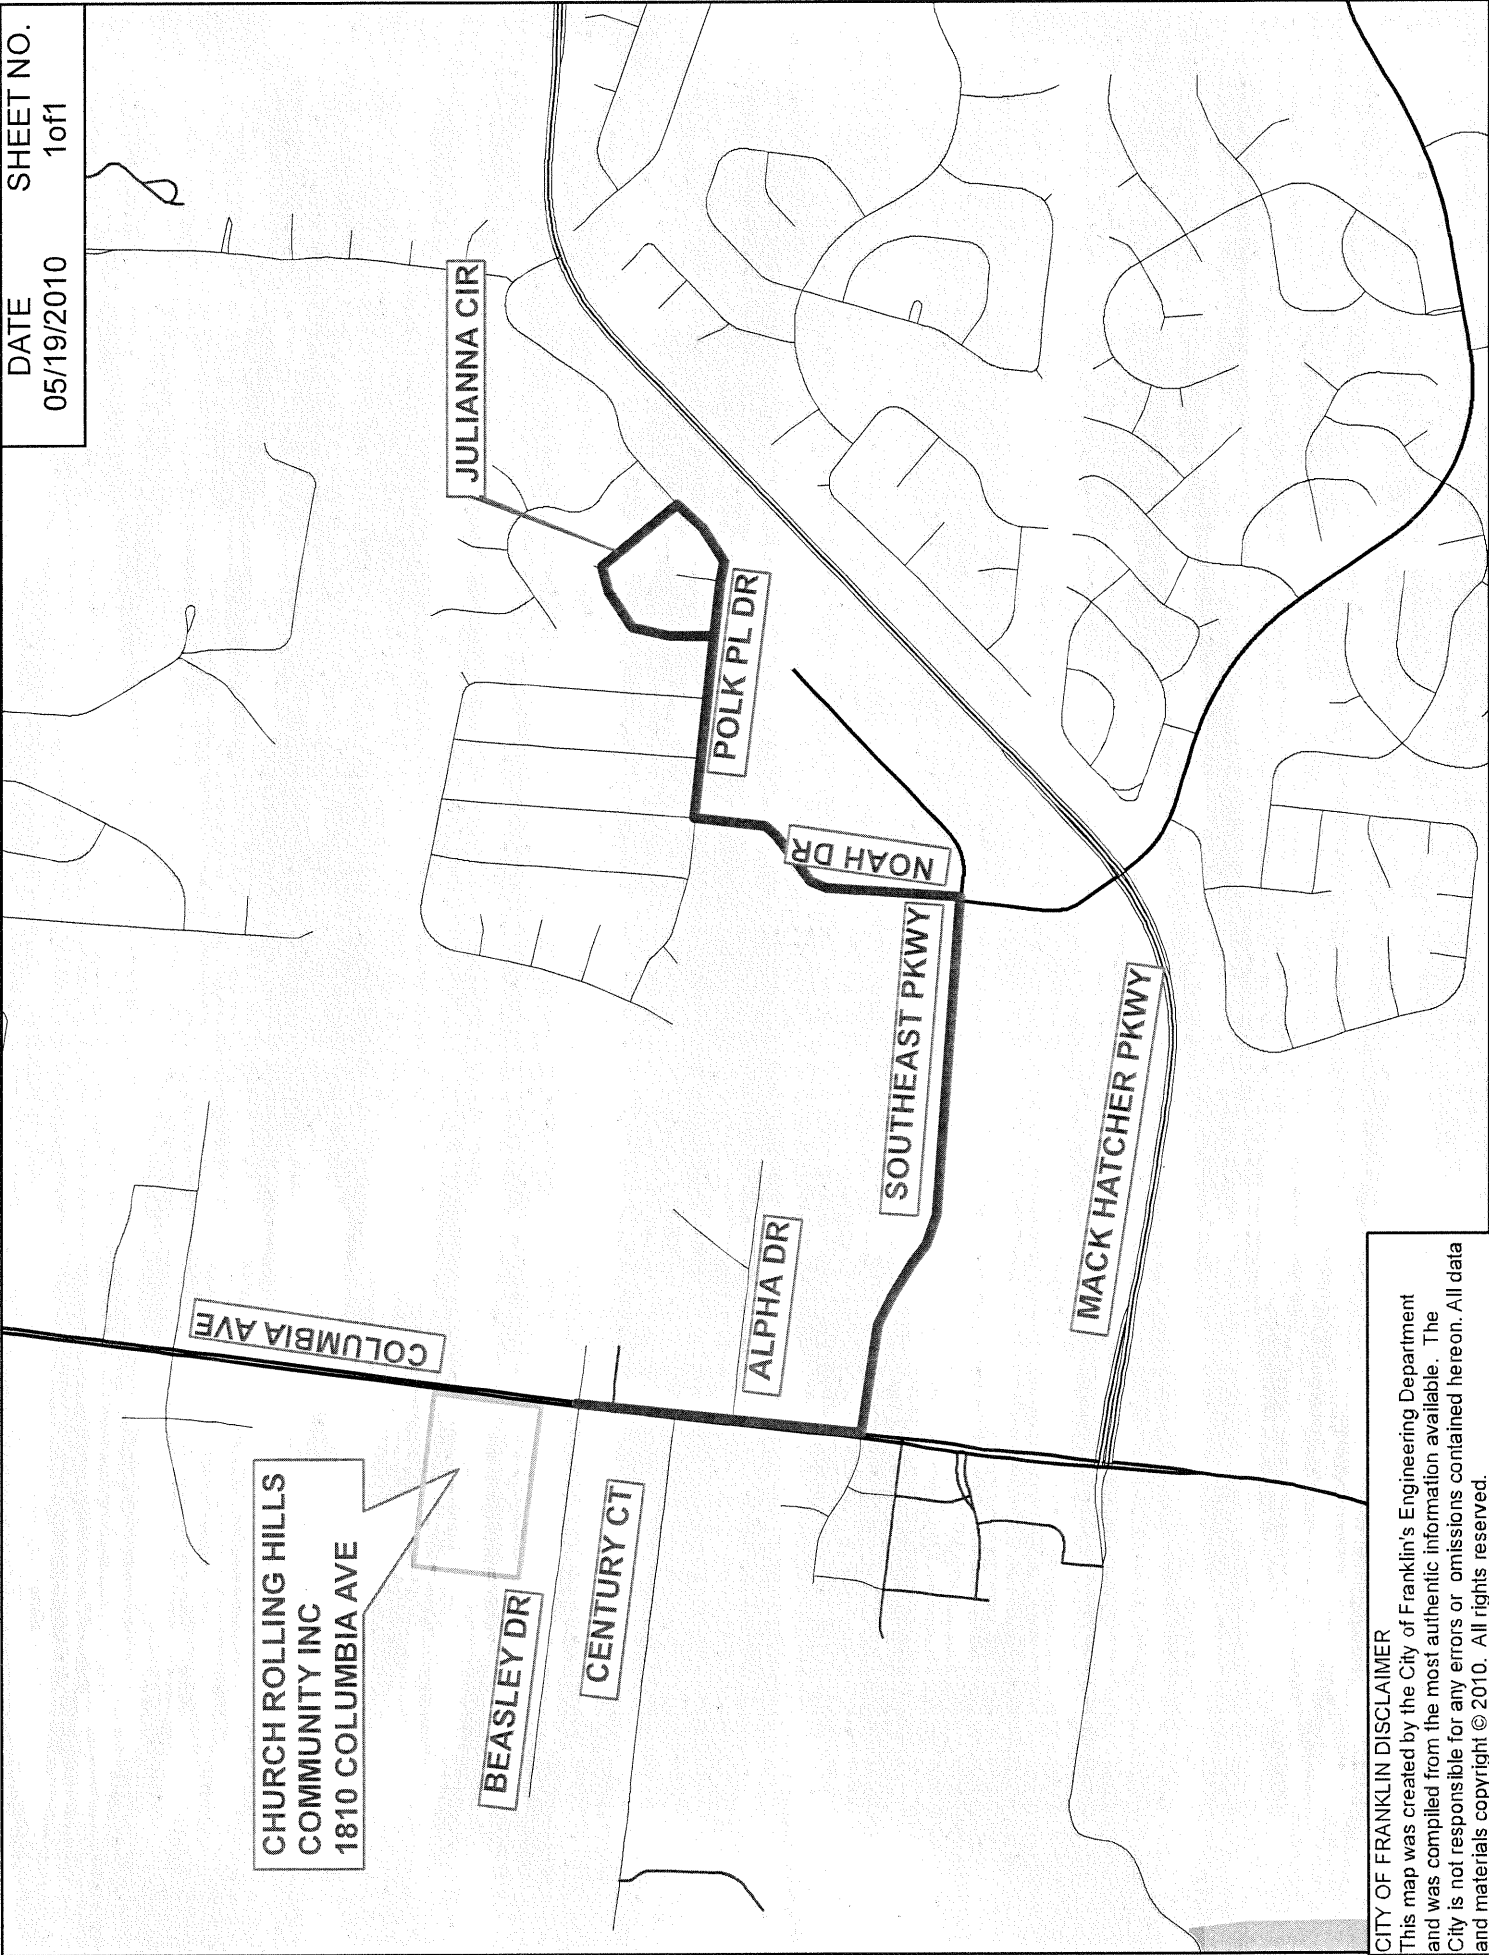 DATE
05/19/2010
SHEET NO.
1of1
JULIANNA CIR
POLK PL DR
NOAH DR
SOUTHEAST PKWY
MACK HATCHER PKWY
COLUMBIA AVE
ALPHA DR
CHURCH ROLLING HILLS
COMMUNITY INC
1810 COLUMBIA AVE
BEASLEY DR
CENTURY CT
CITY OF FRANKLIN DISCLAIMER
This map was created by the City of Franklin's Engineering Department
and was compiled from the most authentic information available. The
City is not responsible for any errors or omissions contained hereon. All data
and materials copyright © 2010. All rights reserved.